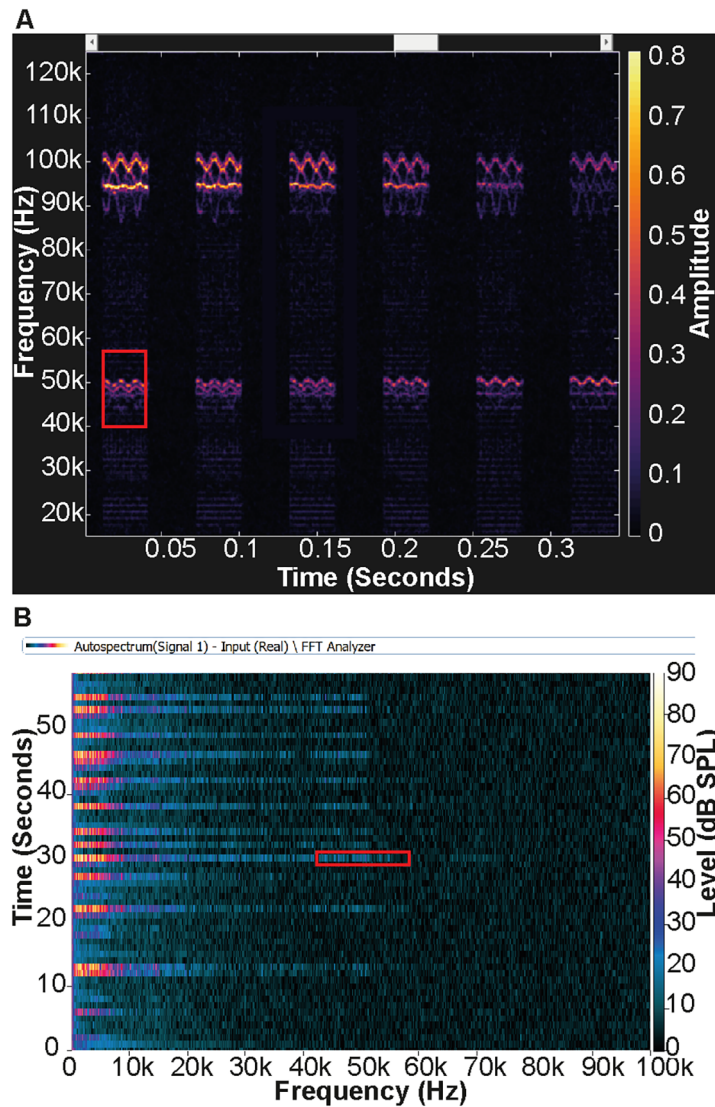 A
120k
110k
100k
90k
80k
70k
60k
50k
40k
30k
20k
Frequency (Hz)
0.05 0.1 0.15 0.2 0.25 0.3
Time (Seconds)
0.8
0.7
0.6
0.5
0.4
0.3
0.2
0.1
0
Amplitude
B
Autospectrum(Signal 1) - Input (Real) \ FFT Analyzer
50
40
30
20
10
0
Time (Seconds)
0 10k 20k 30k 40k 50k 60k 70k 80k 90k 100k
Frequency (Hz)
90
80
70
60
50
40
30
20
10
0
Level (dB SPL)